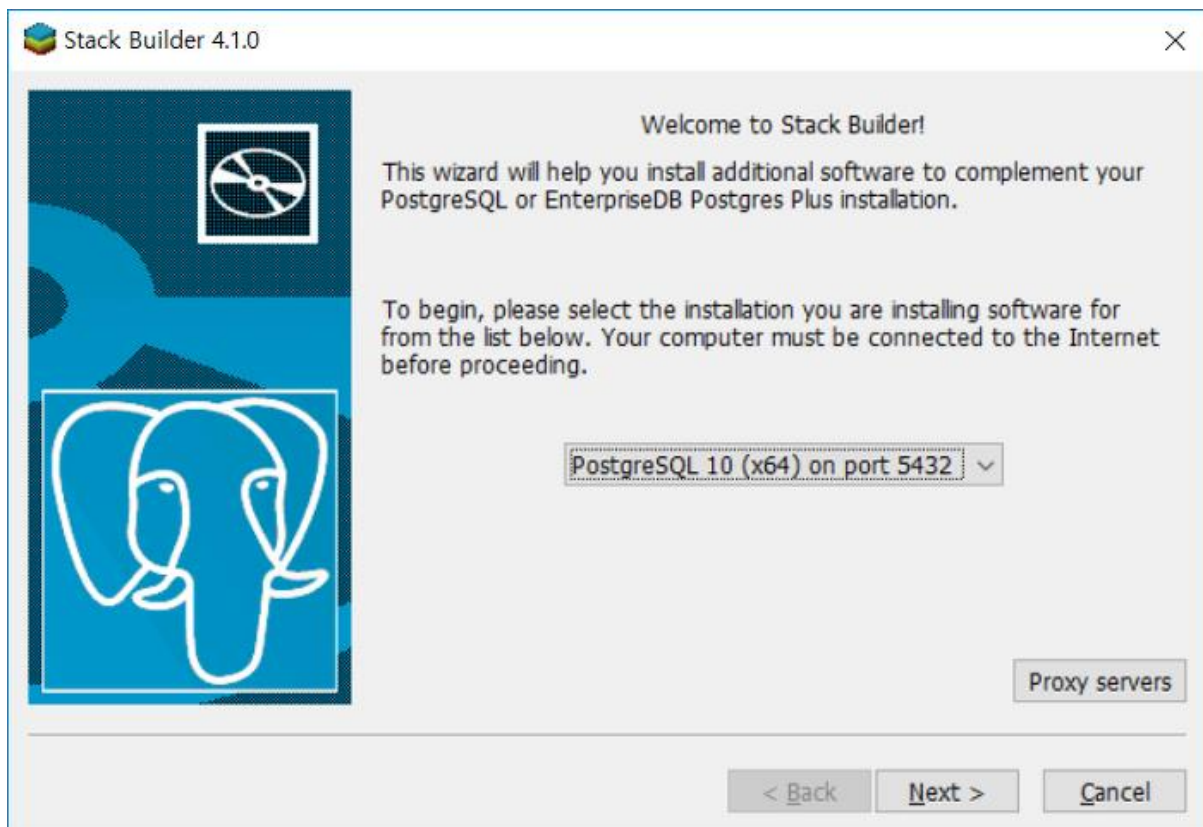 Stack Builder 4.1.0
Welcome to Stack Builder!
This wizard will help you install additional software to complement your
PostgreSQL or EnterpriseDB Postgres Plus installation.
To begin, please select the installation you are installing software for
from the list below. Your computer must be connected to the Internet
before proceeding.
PostgreSQL 10 (x64) on port 5432
Proxy servers
< Back
Next >
Cancel